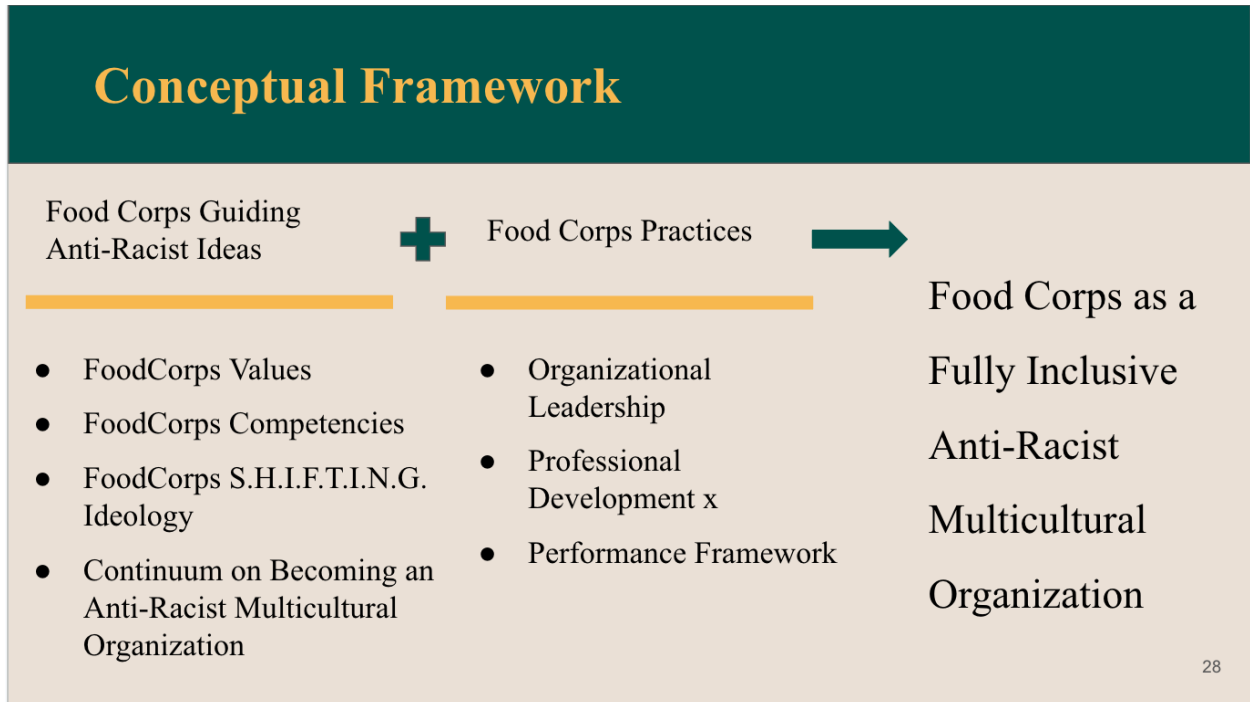 Conceptual Framework
Food Corps Guiding
Anti-Racist Ideas
Food Corps Practices
● FoodCorps Values
● FoodCorps Competencies
● FoodCorps S.H.I.F.T.I.N.G.
Ideology
● Continuum on Becoming an
Anti-Racist Multicultural
Organization
● Organizational
Leadership
● Professional
Development x
● Performance Framework
Food Corps as a
Fully Inclusive
Anti-Racist
Multicultural
Organization
28